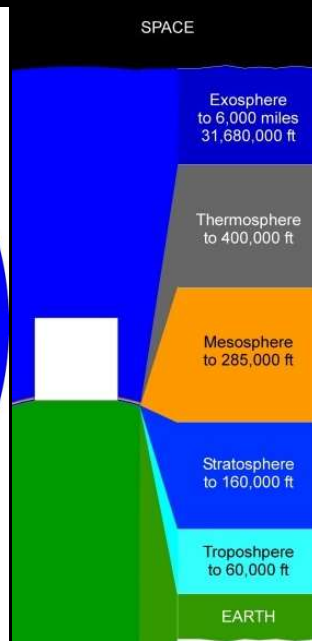 SPACE
Exosphere
to 6,000 miles
31,680,000 ft
Thermosphere
to 400,000 ft
Mesosphere
to 285,000 ft
Stratosphere
to 160,000 ft
Troposhpere
to 60,000 ft
EARTH